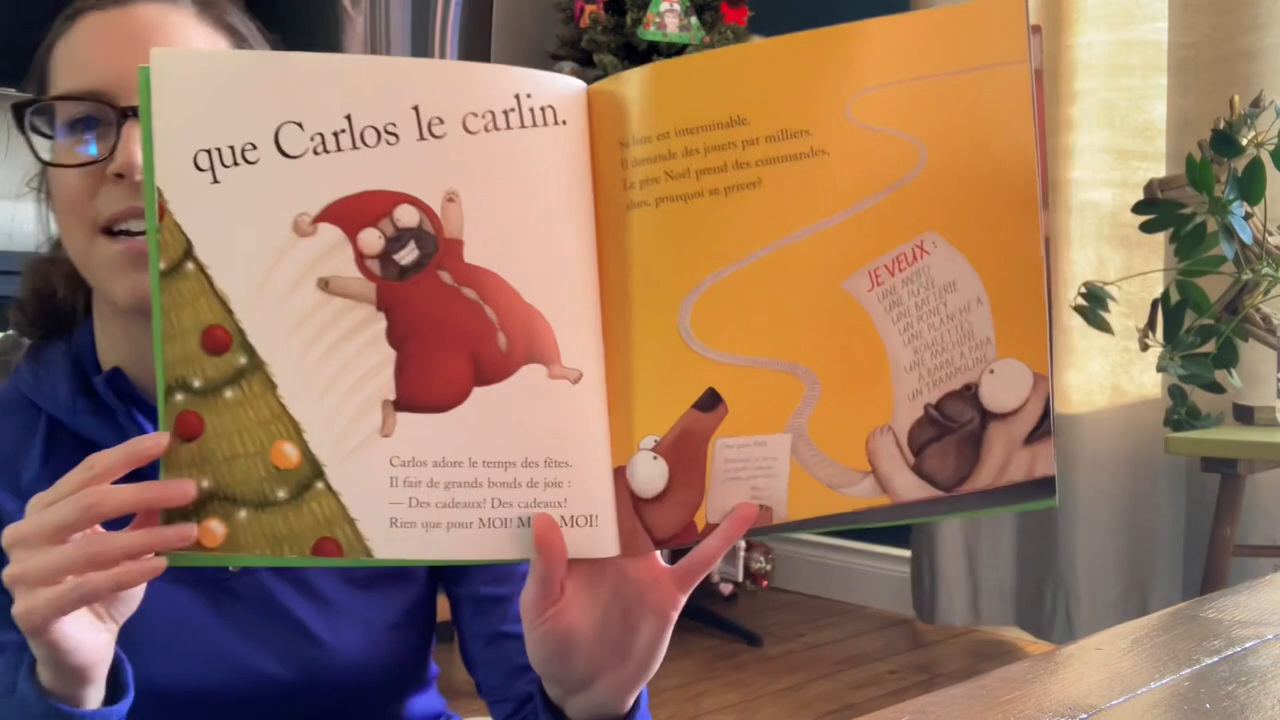 que Carlos le carlin.
Carlos adore le temps des fêtes.
Il fait de grands bonds de joie :
— Des cadeaux! Des cadeaux!
Rien que pour MOI! MOI!
Sa liste est interminable.
Il demande des jouets par milliers.
Le père Noël prend des commandes,
alors, pourquoi se priver?
JE VEUX :
UNE MOTO
UNE FUSÉE
UNE BATTERIE
UN PONEY
UNE PLANCHE À
ROULETTES
UNE MACHINE
À BARBE À PAPA
UN TRAMPOLINE